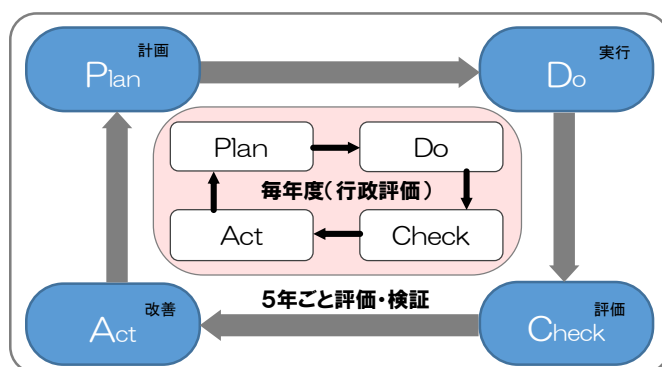 計画
Plan
実行
Do
Plan
Do
毎年度（行政評価）
Act
Check
５年ごと評価・検証
改善
Act
評価
Check